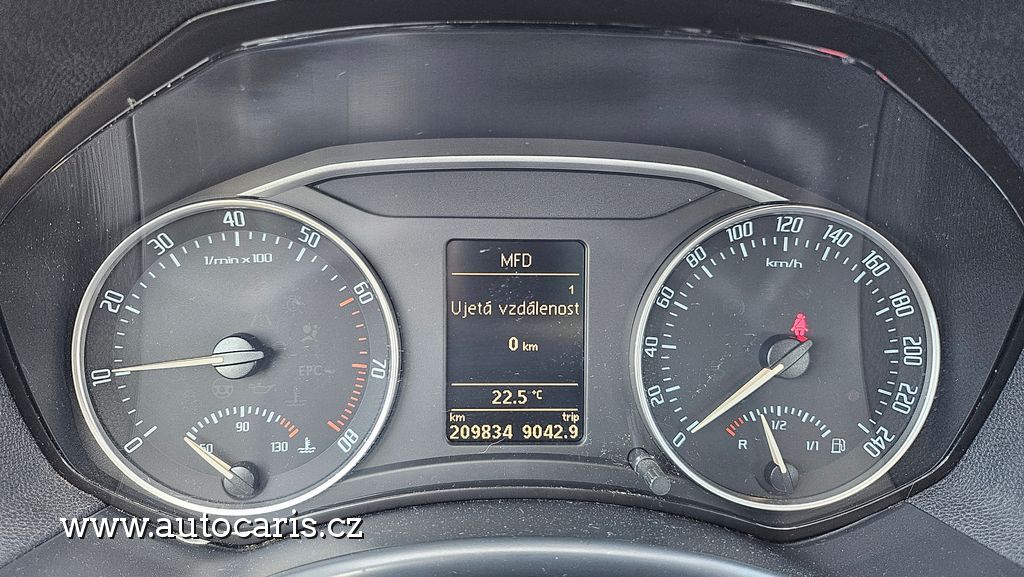 MFD
1
Ujetá vzdálenost
0 km
22.5 °C
km trip
209834 9042.9
0 10 20 30 40 50 60 70 80
1/min x 100
EPC
50 90 130
0 20 40 60 80 100 120 140 160 180 200 220 240
km/h
R 1/2 1/1
www.autocaris.cz